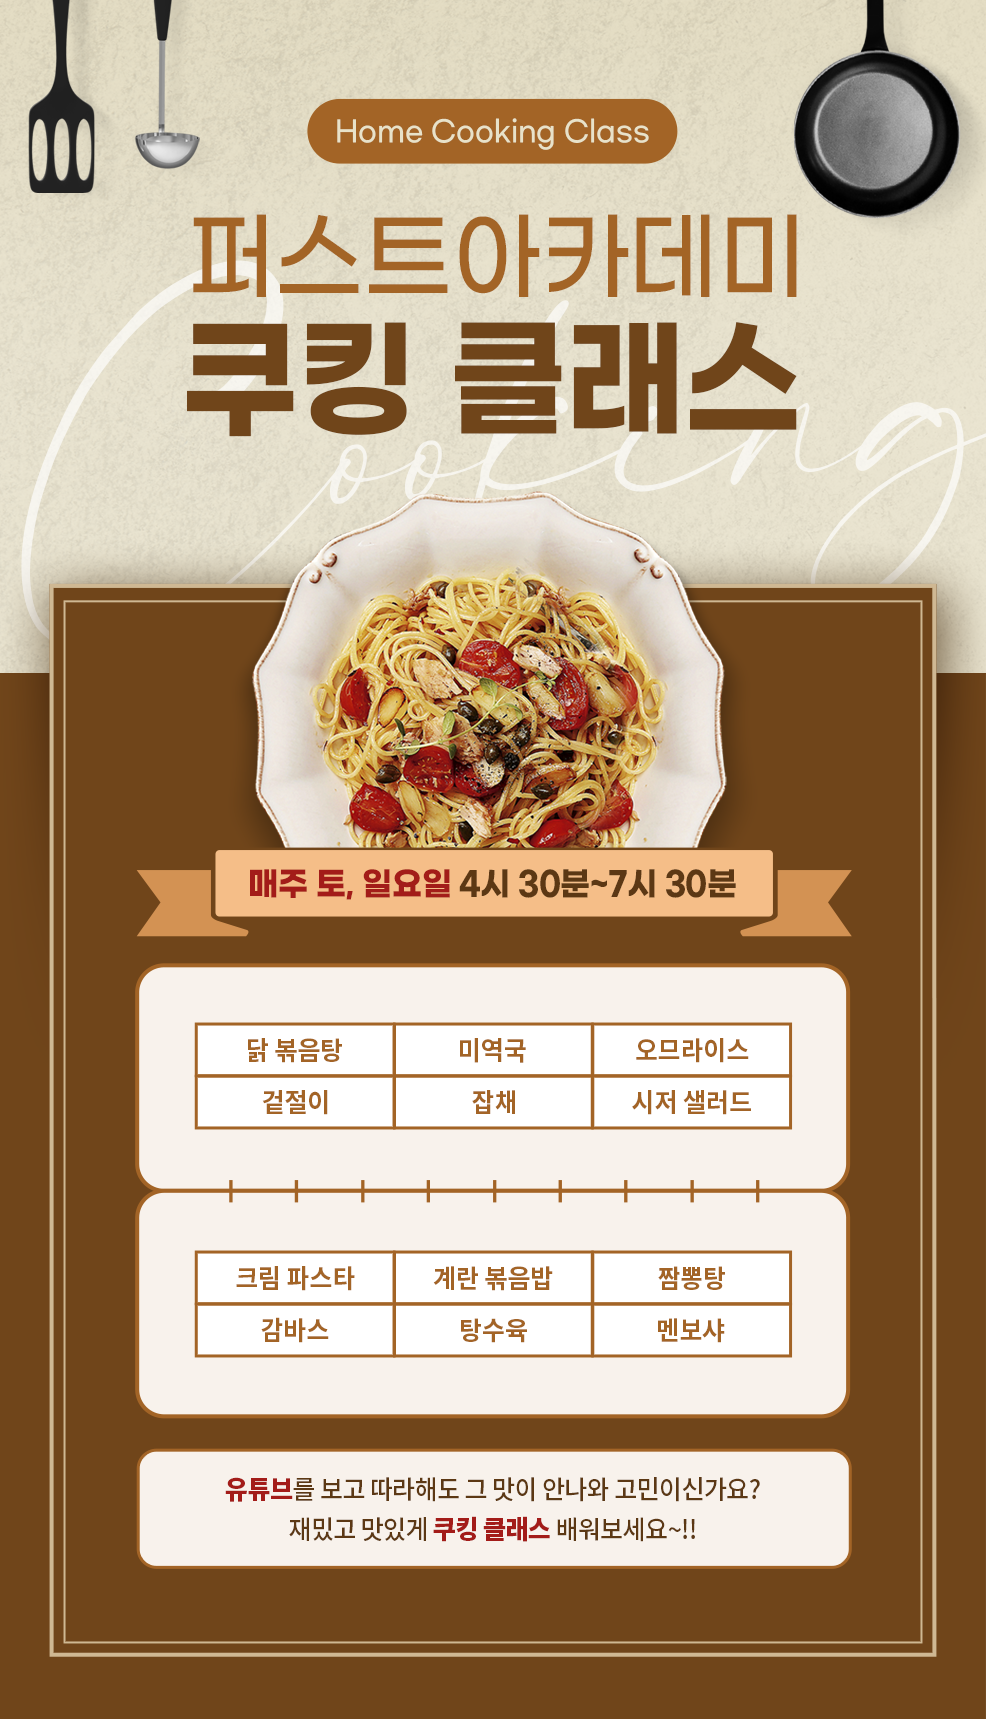 Home Cooking Class
퍼스트아카데미
쿠킹 클래스
Cooking
매주 토, 일요일 4시 30분~7시 30분
닭 볶음탕 미역국 오므라이스
겉절이 잡채 시저 샐러드
크림 파스타 계란 볶음밥 짬뽕탕
감바스 탕수육 멘보샤
유튜브를 보고 따라해도 그 맛이 안나와 고민이신가요?
재밌고 맛있게 쿠킹 클래스 배워보세요~!!